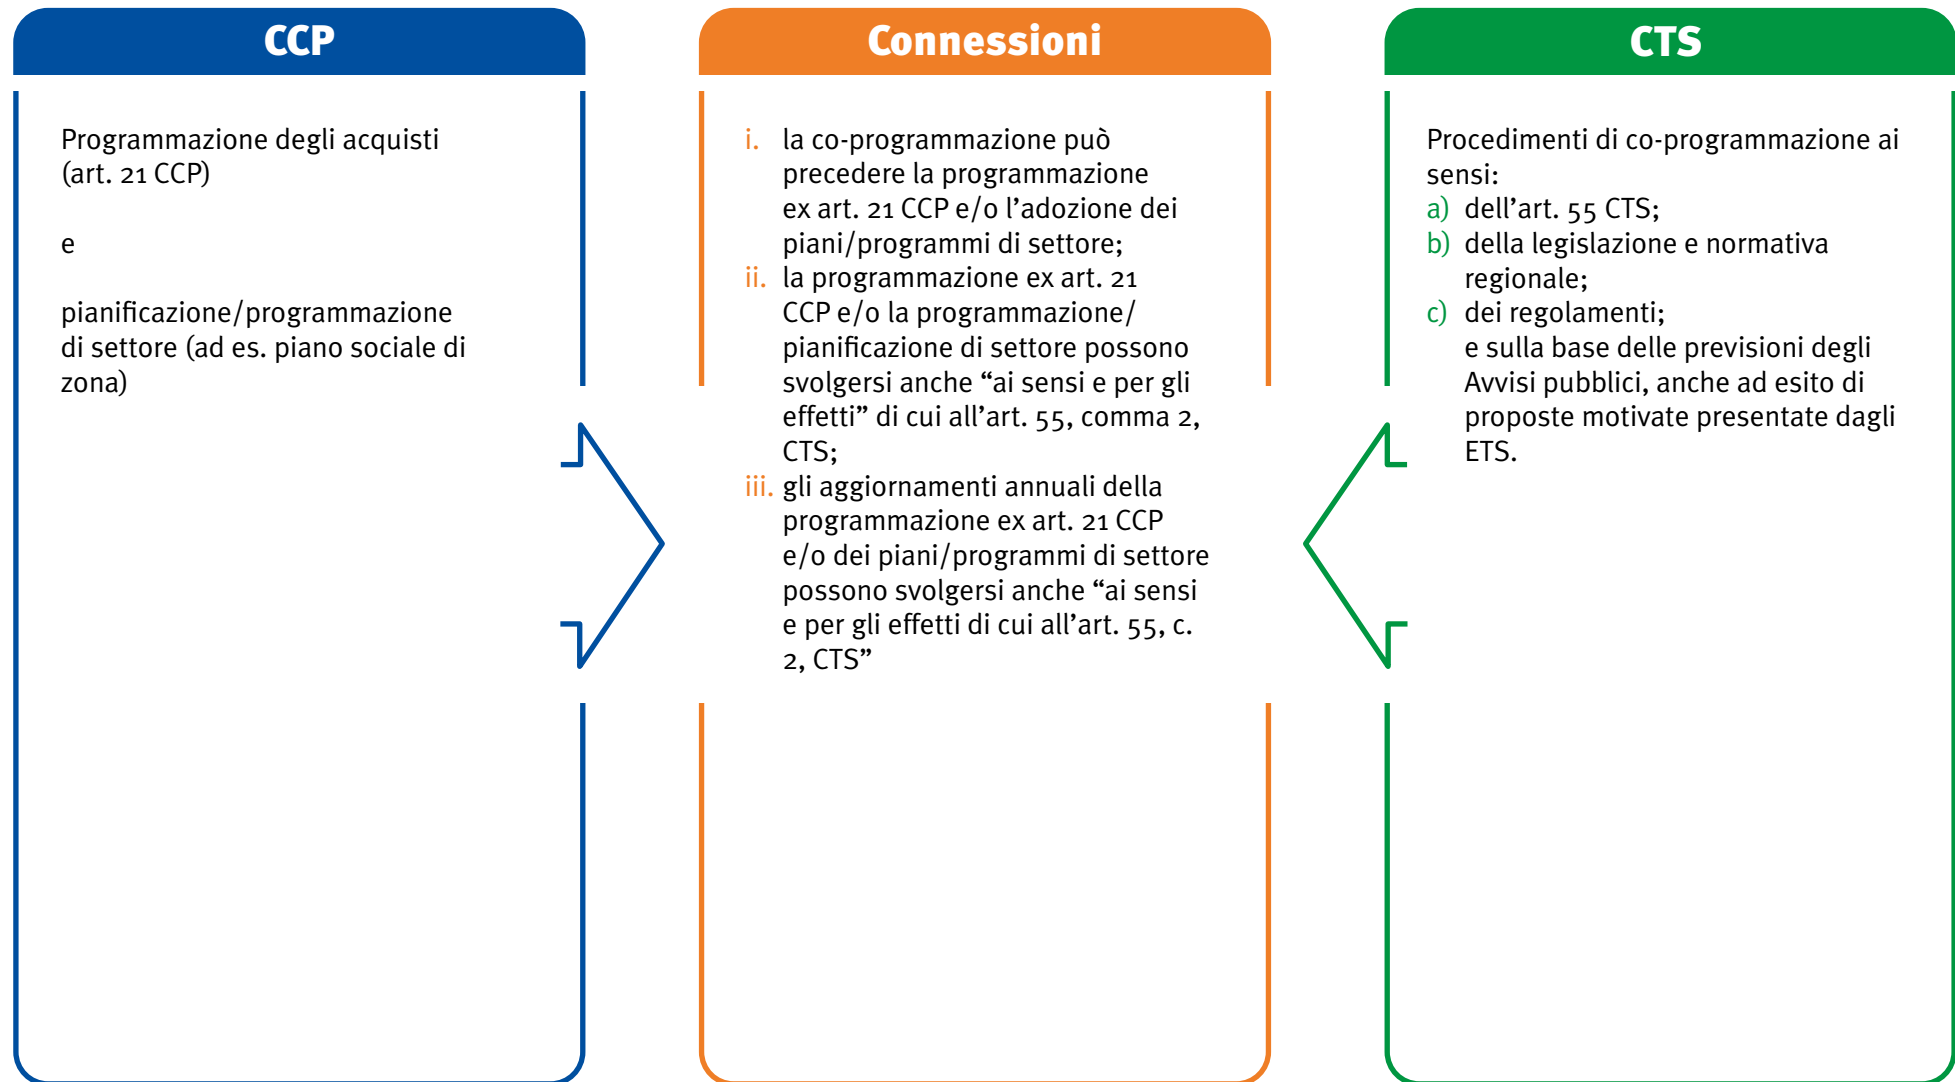 CCP
Programmazione degli acquisti
(art. 21 CCP)
e
pianificazione/programmazione
di settore (ad es. piano sociale di
zona)
Connessioni
i. la co-programmazione può
precedere la programmazione
ex art. 21 CCP e/o l’adozione dei
piani/programmi di settore;
ii. la programmazione ex art. 21
CCP e/o la programmazione/
pianificazione di settore possono
svolgersi anche “ai sensi e per gli
effetti” di cui all’art. 55, comma 2,
CTS;
iii. gli aggiornamenti annuali della
programmazione ex art. 21 CCP
e/o dei piani/programmi di settore
possono svolgersi anche “ai sensi
e per gli effetti di cui all’art. 55, c.
2, CTS”
CTS
Procedimenti di co-programmazione ai
sensi:
a) dell’art. 55 CTS;
b) della legislazione e normativa
regionale;
c) dei regolamenti;
e sulla base delle previsioni degli
Avvisi pubblici, anche ad esito di
proposte motivate presentate dagli
ETS.